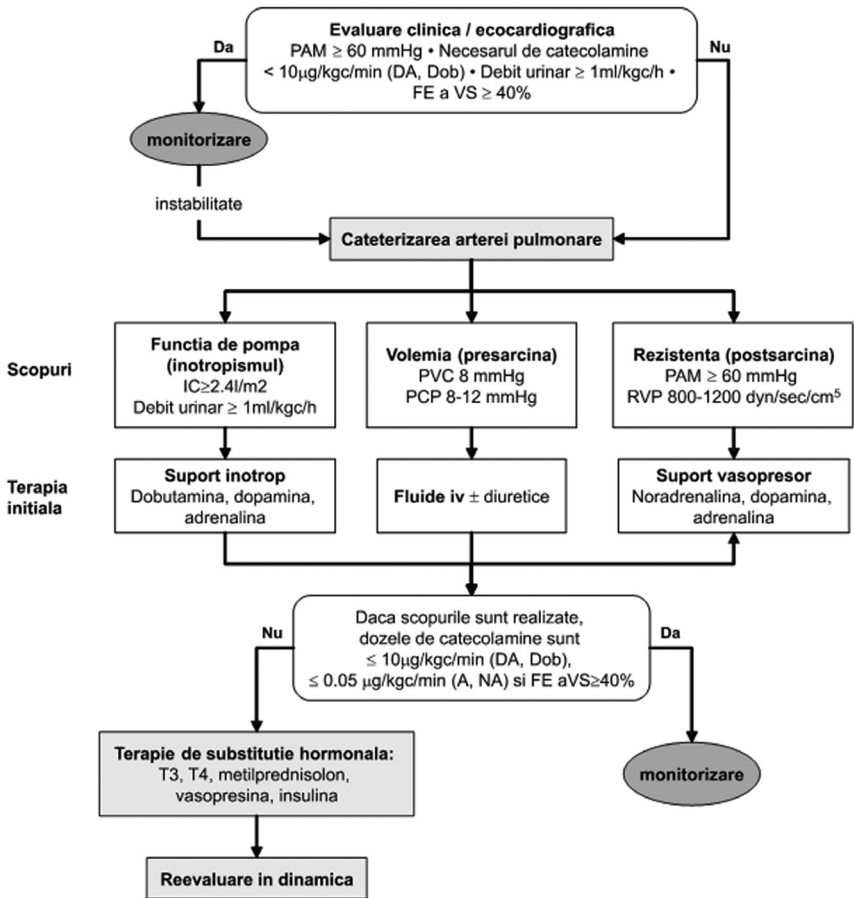 Evaluare clinica / ecocardiografica
PAM ≥ 60 mmHg • Necesarul de catecolamine
< 10µg/kgc/min (DA, Dob) • Debit urinar ≥ 1ml/kgc/h •
FE a VS ≥ 40%
Da
Nu
monitorizare
instabilitate
Cateterizarea arterei pulmonare
Scopuri
Functia de pompa
(inotropismul)
IC≥2.4l/m2
Debit urinar ≥ 1ml/kgc/h
Volemia (presarcina)
PVC 8 mmHg
PCP 8-12 mmHg
Rezistenta (postsarcina)
PAM ≥ 60 mmHg
RVP 800-1200 dyn/sec/cm⁵
Terapia
initiala
Suport inotrop
Dobutamina, dopamina,
adrenalina
Fluide iv ± diuretice
Suport vasopresor
Noradrenalina, dopamina,
adrenalina
Daca scopurile sunt realizate,
dozele de catecolamine sunt
≤ 10µg/kgc/min (DA, Dob),
≤ 0.05 µg/kgc/min (A, NA) si FE aVS≥40%
Nu
Da
Terapie de substitutie hormonala:
T3, T4, metilprednisolon,
vasopresina, insulina
monitorizare
Reevaluare in dinamica